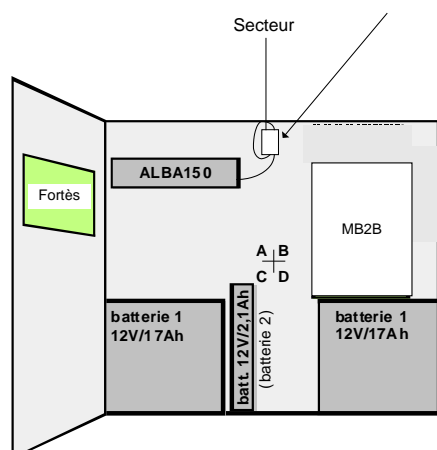 Secteur
ALBA150
Fortès
MB2B
A B
C D
batterie 1
12V/17Ah
batt. 12V/2,1Ah
(batterie 2)
batterie 1
12V/17Ah